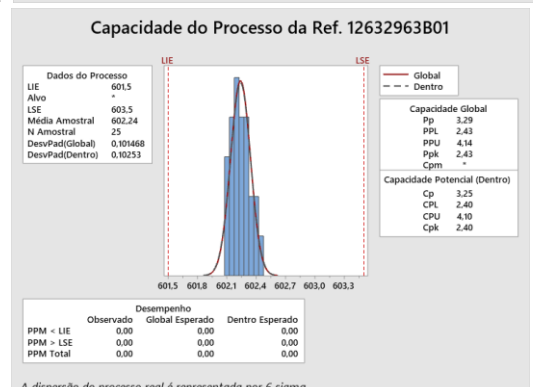 Capacidade do Processo da Ref. 12632963B01
LIE LSE
Dados do Processo
LIE 601,5
Alvo *
LSE 603,5
Média Amostral 602,24
N Amostral 25
DesvPad(Global) 0,101468
DesvPad(Dentro) 0,10253
Global
Dentro
Capacidade Global
Pp 3,29
PPL 2,43
PPU 4,14
Ppk 2,43
Cpm *
Capacidade Potencial (Dentro)
Cp 3,25
CPL 2,40
CPU 4,10
Cpk 2,40
601,5 601,8 602,1 602,4 602,7 603,0 603,3
Desempenho
Observado Global Esperado Dentro Esperado
PPM < LIE 0,00 0,00 0,00
PPM > LSE 0,00 0,00 0,00
PPM Total 0,00 0,00 0,00
A dispersão do processo real é representada por 6 sigma.